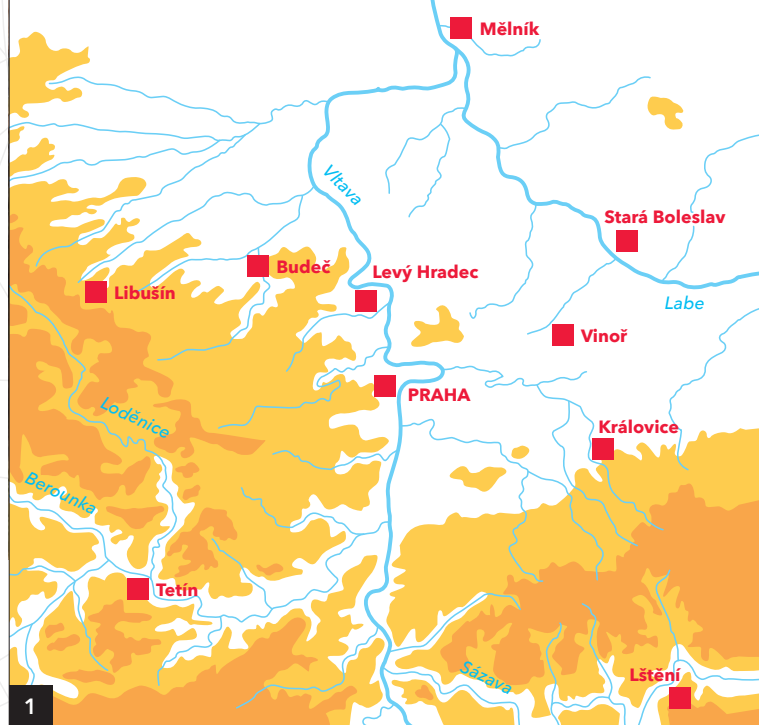 Mělník
Vltava
Stará Boleslav
Budeč
Levý Hradec
Libušín
Labe
Vinoř
PRAHA
Loděnice
Královice
Berounka
Tetín
Sázava
Lštění
1